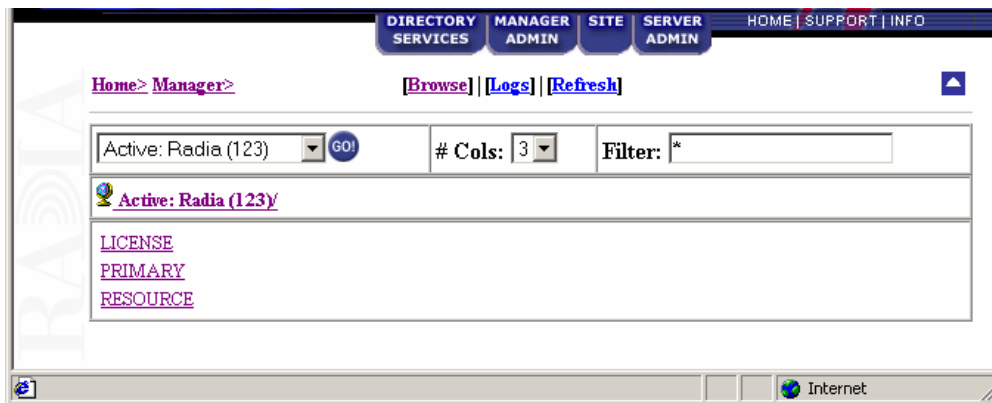 DIRECTORY SERVICES MANAGER ADMIN SITE SERVER ADMIN HOME | SUPPORT | INFO
Home> Manager> [Browse] | [Logs] | [Refresh]
Active: Radia (123) GO! # Cols: 3 Filter: *
Active: Radia (123)/
LICENSE
PRIMARY
RESOURCE
RADIA
Internet